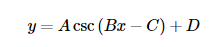 y = A csc (Bx − C) + D